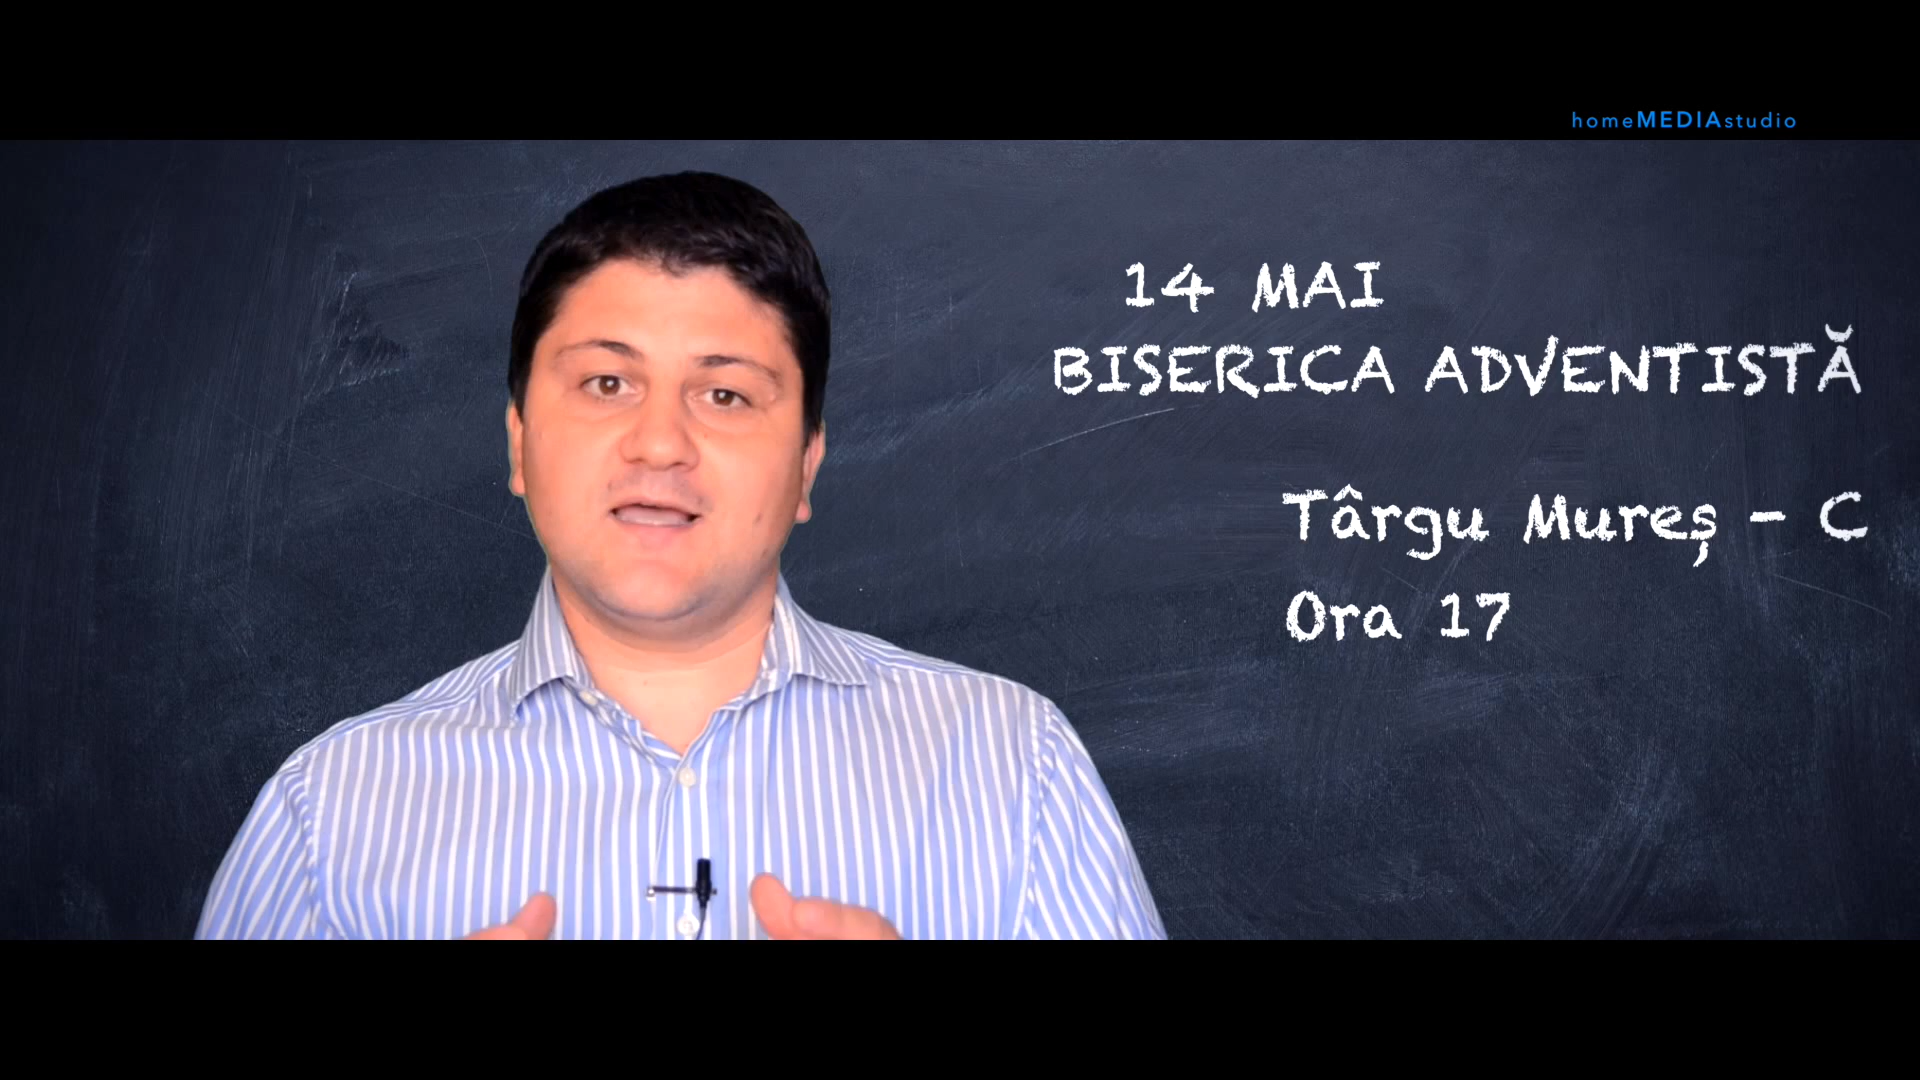 homeMEDIAstudio
14 MAI
BISERICA ADVENTISTĂ
Târgu Mureș - C
Ora 17